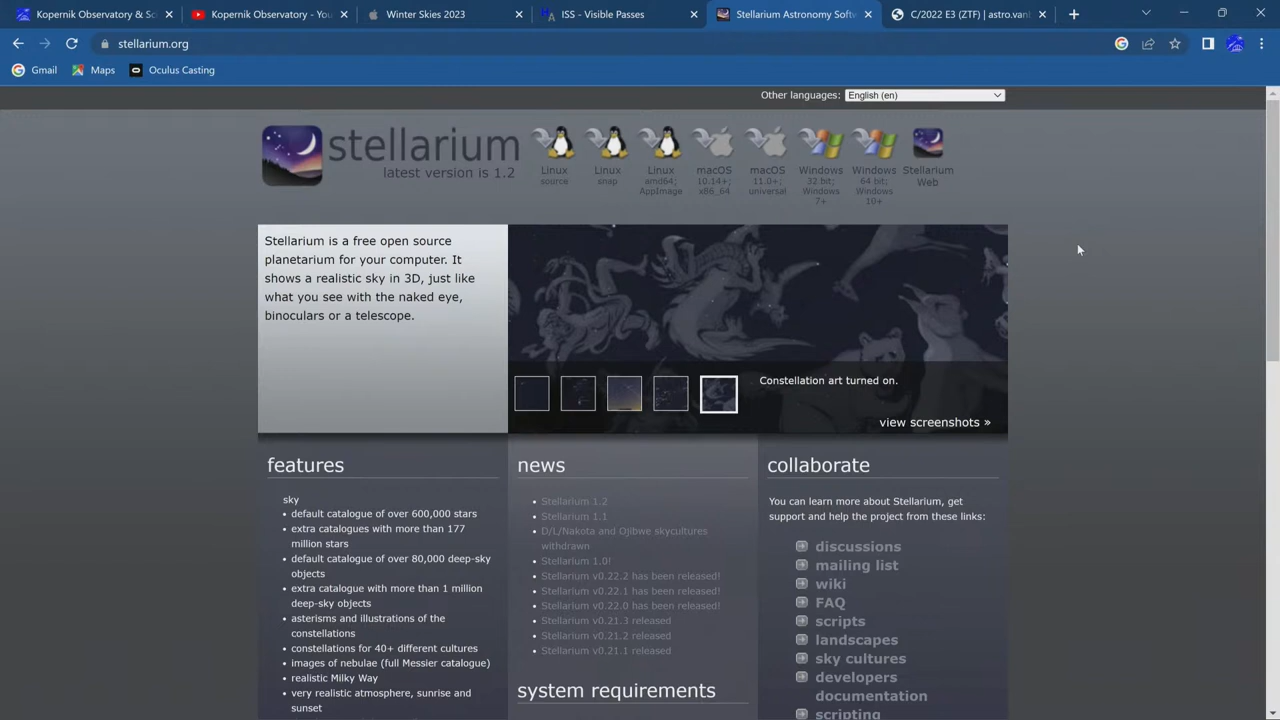 Kopernik Observatory & Sci
Kopernik Observatory - You
Winter Skies 2023
ISS - Visible Passes
Stellarium Astronomy Softw
C/2022 E3 (ZTF) | astro.vanb
stellarium.org
Gmail
Maps
Oculus Casting
Other languages: English (en)
stellarium
latest version is 1.2
Linux
source
Linux
snap
Linux
amd64;
AppImage
macOS
10.14+;
x86_64
macOS
11.0+;
universal
Windows
32 bit;
Windows
7+
Windows
64 bit;
Windows
10+
Stellarium
Web
Stellarium is a free open source
planetarium for your computer. It
shows a realistic sky in 3D, just like
what you see with the naked eye,
binoculars or a telescope.
Constellation art turned on.
view screenshots »
features
sky
default catalogue of over 600,000 stars
extra catalogues with more than 177
million stars
default catalogue of over 80,000 deep-sky
objects
extra catalogue with more than 1 million
deep-sky objects
asterisms and illustrations of the
constellations
constellations for 40+ different cultures
images of nebulae (full Messier catalogue)
realistic Milky Way
very realistic atmosphere, sunrise and
sunset
news
Stellarium 1.2
Stellarium 1.1
D/L/Nakota and Ojibwe skycultures
withdrawn
Stellarium 1.0!
Stellarium v0.22.2 has been released!
Stellarium v0.22.1 has been released!
Stellarium v0.22.0 has been released!
Stellarium v0.21.3 released
Stellarium v0.21.2 released
Stellarium v0.21.1 released
system requirements
collaborate
You can learn more about Stellarium, get
support and help the project from these links:
discussions
mailing list
wiki
FAQ
scripts
landscapes
sky cultures
developers
documentation
scripting